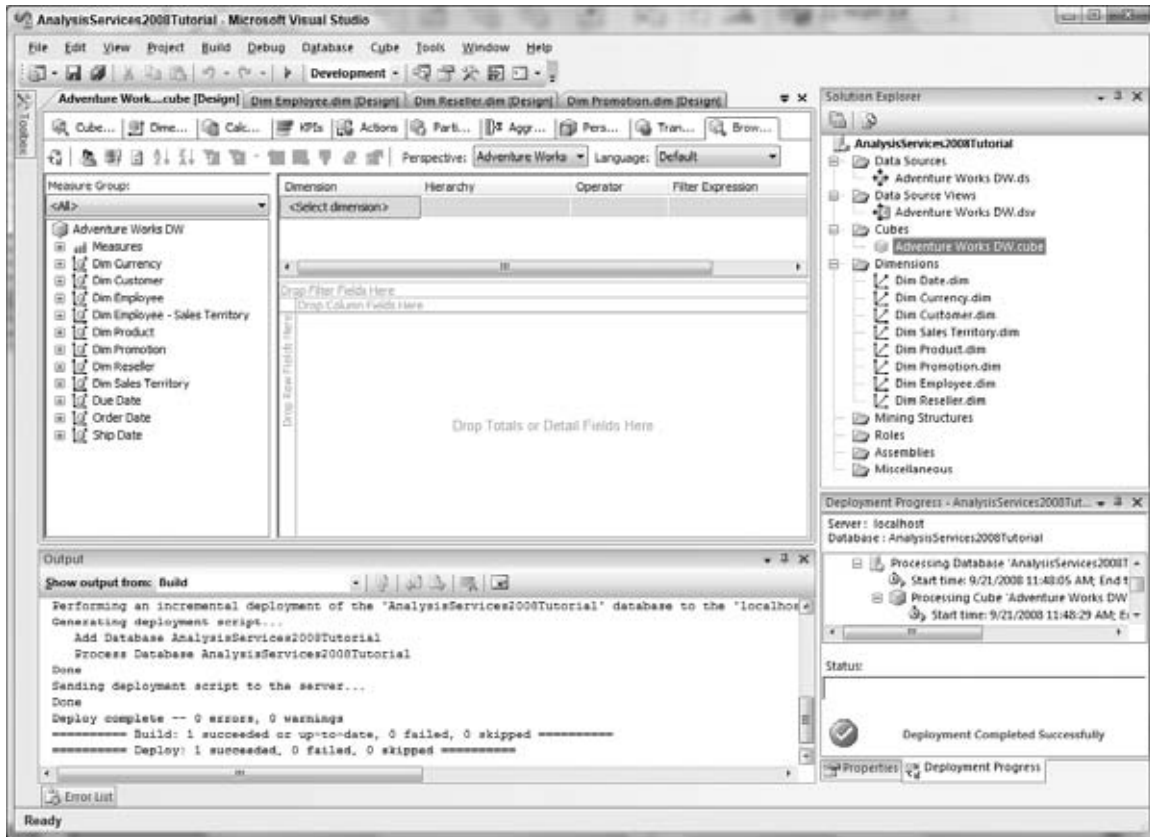 AnalysisServices2008Tutorial - Microsoft Visual Studio
File Edit View Project Build Debug Database Cube Tools Window Help
Development
Adventure Work....cube [Design] Dim Employee.dim [Design] Dim Reseller.dim [Design] Dim Promotion.dim [Design]
Toolbox
Cube... Dime... Calc... KPIs Actions Parti... Aggr... Pers... Tran... Brow...
Perspective: Adventure Works Language: Default
Measure Group:
<All>
Adventure Works DW
Measures
Dim Currency
Dim Customer
Dim Employee
Dim Employee - Sales Territory
Dim Product
Dim Promotion
Dim Reseller
Dim Sales Territory
Due Date
Order Date
Ship Date
Dimension Hierarchy Operator Filter Expression
<Select dimension>
Drop Filter Fields Here
Drop Column Fields Here
Drop Row Fields Here
Drop Totals or Detail Fields Here
Output
Show output from: Build
Performing an incremental deployment of the 'AnalysisServices2008Tutorial' database to the 'localhos
Generating deployment script...
Add Database AnalysisServices2008Tutorial
Process Database AnalysisServices2008Tutorial
Done
Sending deployment script to the server...
Done
Deploy complete -- 0 errors, 0 warnings
========== Build: 1 succeeded or up-to-date, 0 failed, 0 skipped ==========
========== Deploy: 1 succeeded, 0 failed, 0 skipped ==========
Error List
Ready
Solution Explorer
AnalysisServices2008Tutorial
Data Sources
Adventure Works DW.ds
Data Source Views
Adventure Works DW.dsv
Cubes
Adventure Works DW.cube
Dimensions
Dim Date.dim
Dim Currency.dim
Dim Customer.dim
Dim Sales Territory.dim
Dim Product.dim
Dim Promotion.dim
Dim Employee.dim
Dim Reseller.dim
Mining Structures
Roles
Assemblies
Miscellaneous
Deployment Progress - AnalysisServices2008Tut...
Server: localhost
Database : AnalysisServices2008Tutorial
Processing Database 'AnalysisServices2008T
Start time: 9/21/2008 11:48:05 AM; End t
Processing Cube 'Adventure Works DW
Start time: 9/21/2008 11:48:29 AM; E
Status:
Deployment Completed Successfully
Properties Deployment Progress